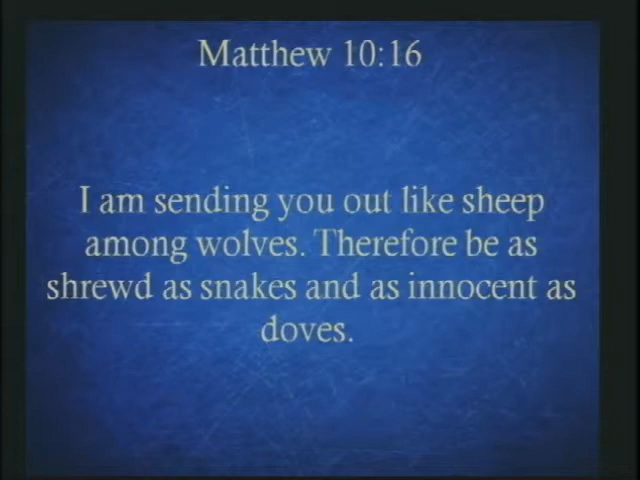 Matthew 10:16
I am sending you out like sheep
among wolves. Therefore be as
shrewd as snakes and as innocent as
doves.